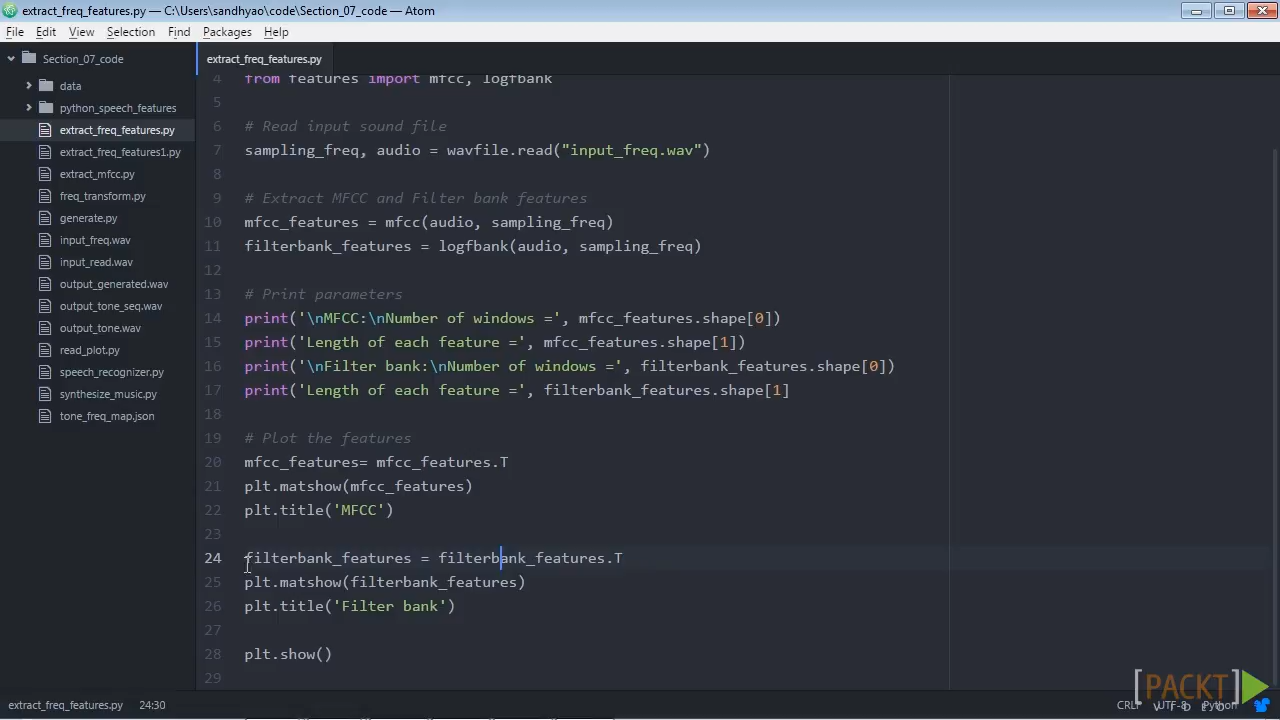 extract_freq_features.py — C:\Users\sandhyao\code\Section_07_code — Atom
File Edit View Selection Find Packages Help
Section_07_code
data
python_speech_features
extract_freq_features.py
extract_freq_features1.py
extract_mfcc.py
freq_transform.py
generate.py
input_freq.wav
input_read.wav
output_generated.wav
output_tone_seq.wav
output_tone.wav
read_plot.py
speech_recognizer.py
synthesize_music.py
tone_freq_map.json
extract_freq_features.py
4 from features import mfcc, logfbank
5
6 # Read input sound file
7 sampling_freq, audio = wavfile.read("input_freq.wav")
8
9 # Extract MFCC and Filter bank features
10 mfcc_features = mfcc(audio, sampling_freq)
11 filterbank_features = logfbank(audio, sampling_freq)
12
13 # Print parameters
14 print('\nMFCC:\nNumber of windows =', mfcc_features.shape[0])
15 print('Length of each feature =', mfcc_features.shape[1])
16 print('\nFilter bank:\nNumber of windows =', filterbank_features.shape[0])
17 print('Length of each feature =', filterbank_features.shape[1]
18
19 # Plot the features
20 mfcc_features= mfcc_features.T
21 plt.matshow(mfcc_features)
22 plt.title('MFCC')
23
24 filterbank_features = filterbank_features.T
25 plt.matshow(filterbank_features)
26 plt.title('Filter bank')
27
28 plt.show()
29
[PACKT]
Video
extract_freq_features.py 24:30 CRLF UTF-8 Python